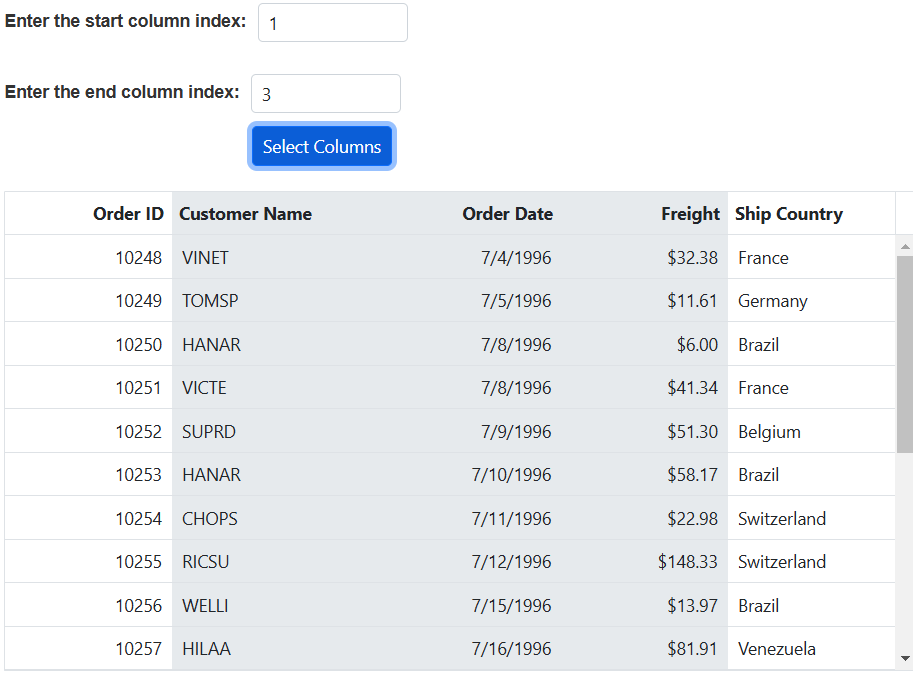 Enter the start column index: 1
Enter the end column index: 3
Select Columns
Order ID Customer Name Order Date Freight Ship Country
10248 VINET 7/4/1996 $32.38 France
10249 TOMSP 7/5/1996 $11.61 Germany
10250 HANAR 7/8/1996 $6.00 Brazil
10251 VICTE 7/8/1996 $41.34 France
10252 SUPRD 7/9/1996 $51.30 Belgium
10253 HANAR 7/10/1996 $58.17 Brazil
10254 CHOPS 7/11/1996 $22.98 Switzerland
10255 RICSU 7/12/1996 $148.33 Switzerland
10256 WELLI 7/15/1996 $13.97 Brazil
10257 HILAA 7/16/1996 $81.91 Venezuela